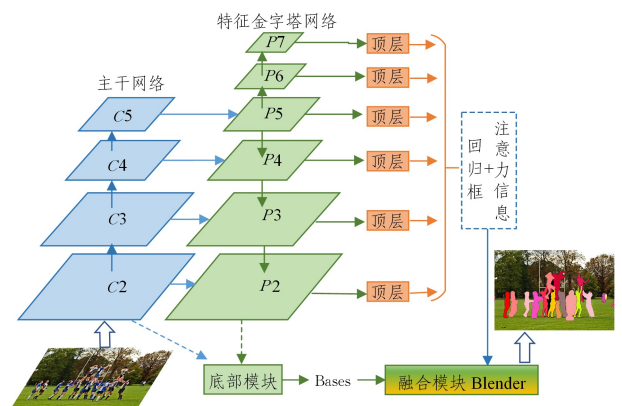 特征金字塔网络
主干网络
P7
顶层
P6
顶层
C5
P5
顶层
C4
P4
顶层
C3
P3
顶层
C2
P2
顶层
回归框
+
注意力信息
底部模块
Bases
融合模块 Blender